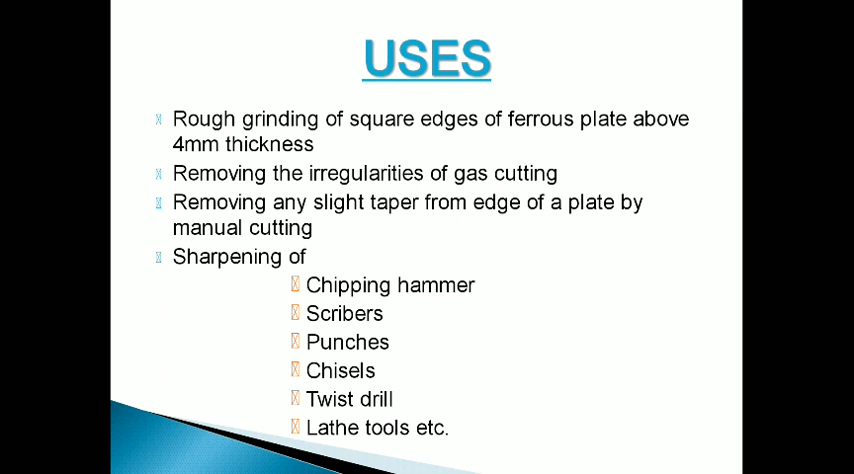 USES
Rough grinding of square edges of ferrous plate above
4mm thickness
Removing the irregularities of gas cutting
Removing any slight taper from edge of a plate by
manual cutting
Sharpening of
Chipping hammer
Scribers
Punches
Chisels
Twist drill
Lathe tools etc.